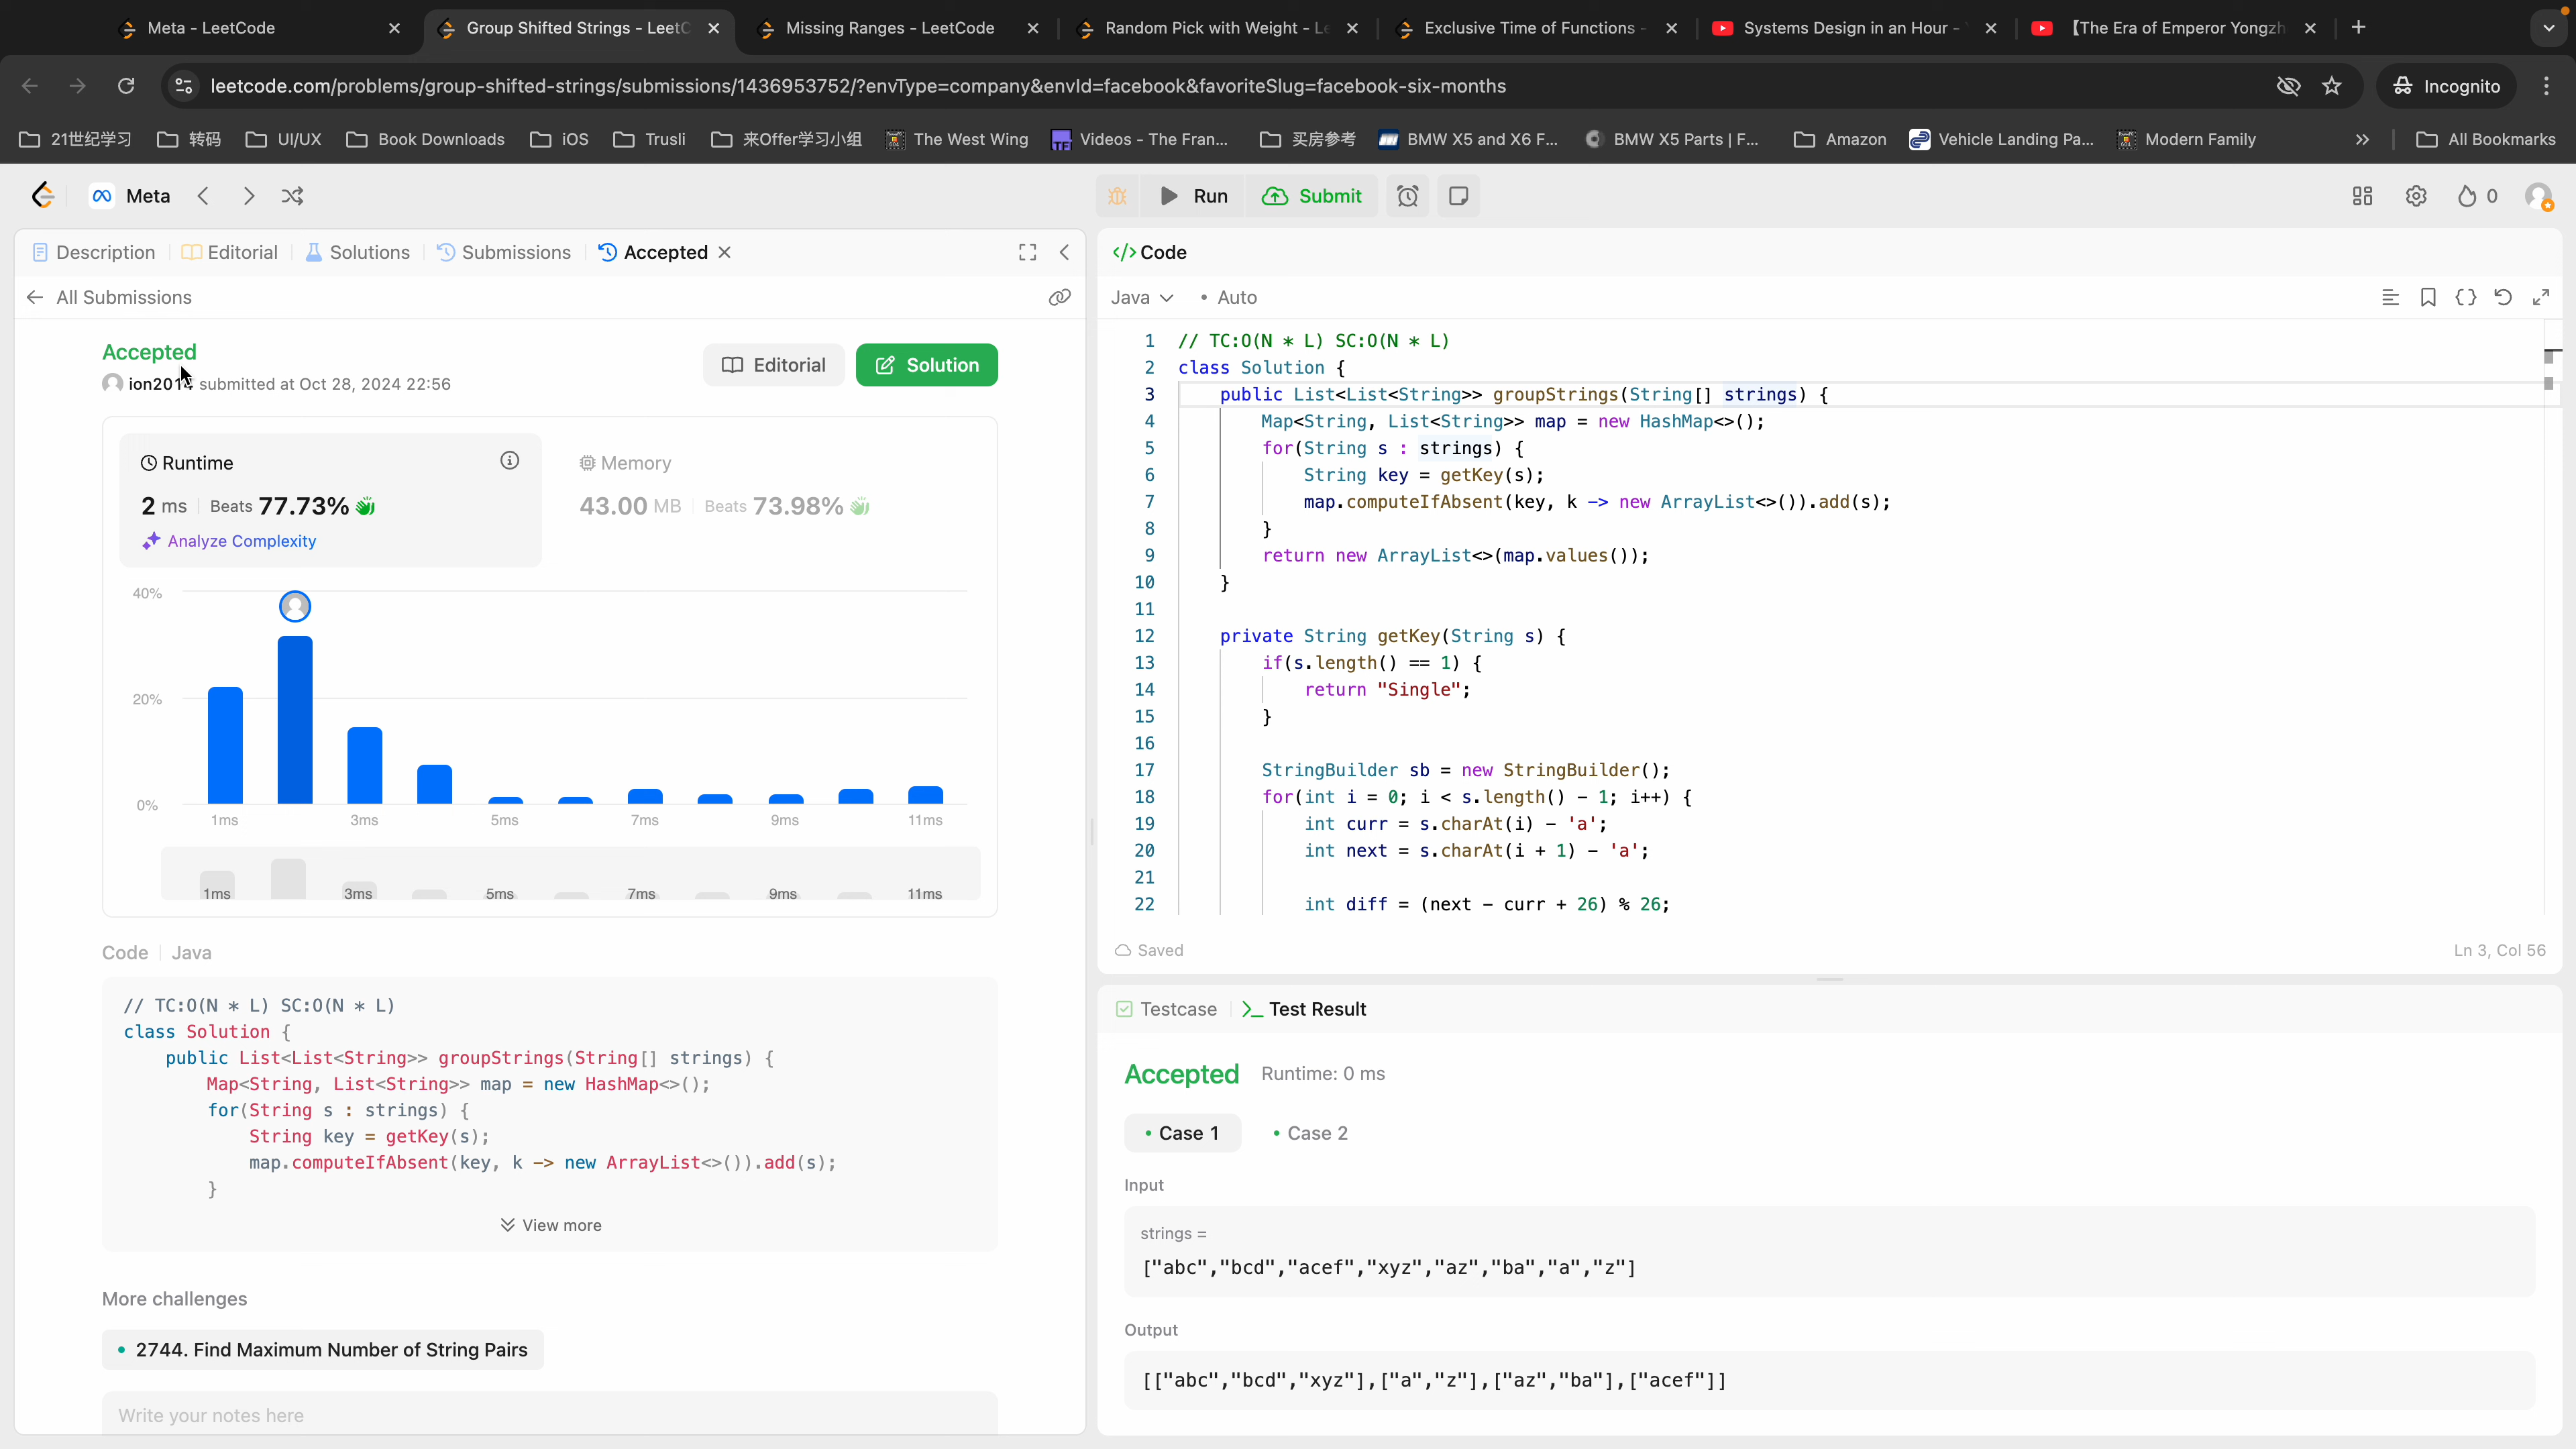 Meta - LeetCode
Group Shifted Strings - LeetC
Missing Ranges - LeetCode
Random Pick with Weight - Le
Exclusive Time of Functions -
Systems Design in an Hour -
【The Era of Emperor Yongzh
leetcode.com/problems/group-shifted-strings/submissions/1436953752/?envType=company&envId=facebook&favoriteSlug=facebook-six-months
Incognito
21世纪学习
转码
UI/UX
Book Downloads
iOS
Trusli
来Offer学习小组
The West Wing
Videos - The Fran...
买房参考
BMW X5 and X6 F...
BMW X5 Parts | F...
Amazon
Vehicle Landing Pa...
Modern Family
All Bookmarks
Meta
Run
Submit
0
Description
Editorial
Solutions
Submissions
Accepted
All Submissions
Accepted
submitted at Oct 28, 2024 22:56
Editorial
Solution
Runtime
2 ms | Beats 77.73%
Analyze Complexity
Memory
43.00 MB | Beats 73.98%
40%
20%
0%
1ms 3ms 5ms 7ms 9ms 11ms
1ms 3ms 5ms 7ms 9ms 11ms
Code | Java
// TC:O(N * L) SC:O(N * L)
class Solution {
public List<List<String>> groupStrings(String[] strings) {
Map<String, List<String>> map = new HashMap<>();
for(String s : strings) {
String key = getKey(s);
map.computeIfAbsent(key, k -> new ArrayList<>()).add(s);
}
View more
More challenges
2744. Find Maximum Number of String Pairs
Write your notes here
</> Code
Java
• Auto
1 // TC:O(N * L) SC:O(N * L)
2 class Solution {
3 public List<List<String>> groupStrings(String[] strings) {
4 Map<String, List<String>> map = new HashMap<>();
5 for(String s : strings) {
6 String key = getKey(s);
7 map.computeIfAbsent(key, k -> new ArrayList<>()).add(s);
8 }
9 return new ArrayList<>(map.values());
10 }
11
12 private String getKey(String s) {
13 if(s.length() == 1) {
14 return "Single";
15 }
16
17 StringBuilder sb = new StringBuilder();
18 for(int i = 0; i < s.length() - 1; i++) {
19 int curr = s.charAt(i) - 'a';
20 int next = s.charAt(i + 1) - 'a';
21
22 int diff = (next - curr + 26) % 26;
Saved
Ln 3, Col 56
Testcase
Test Result
Accepted Runtime: 0 ms
• Case 1 • Case 2
Input
strings =
["abc","bcd","acef","xyz","az","ba","a","z"]
Output
[["abc","bcd","xyz"],["a","z"],["az","ba"],["acef"]]